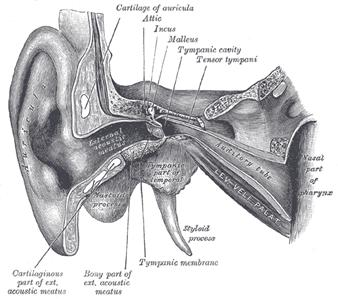 Cartilage of auricula
Attic
Incus
Malleus
Tympanic cavity
Tensor tympani
Auricula
External
acoustic
meatus
Tympanic
part of
temporal
Mastoid
process
Auditory tube
LEV. VELI PALAT.
Nasal
part
of
pharynx
Styloid
process
Tympanic membrane
Cartilaginous
part of ext.
acoustic meatus
Bony part of
ext. acoustic
meatus